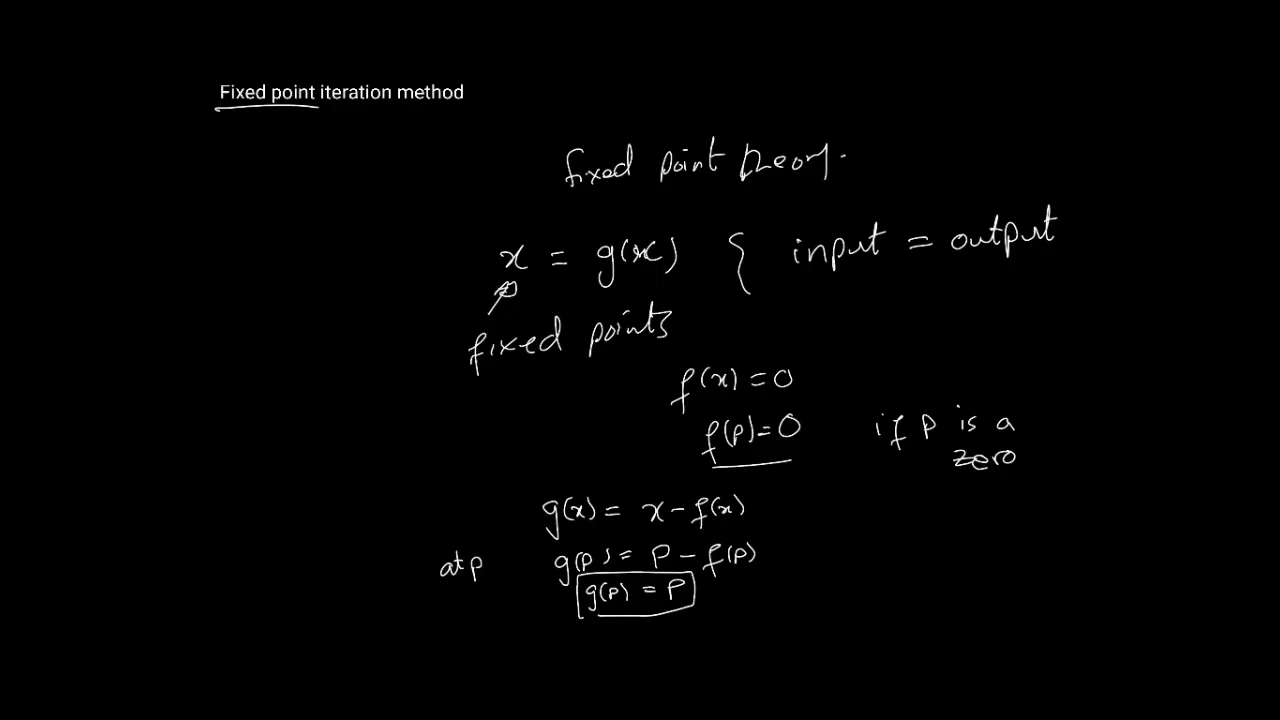 Fixed point iteration method
fixed point theory.
x = g(x) { input = output
fixed points
f(x) = 0
f(p) = 0 if p is a
zero
g(x) = x - f(x)
at p g(p) = p - f(p)
g(p) = p